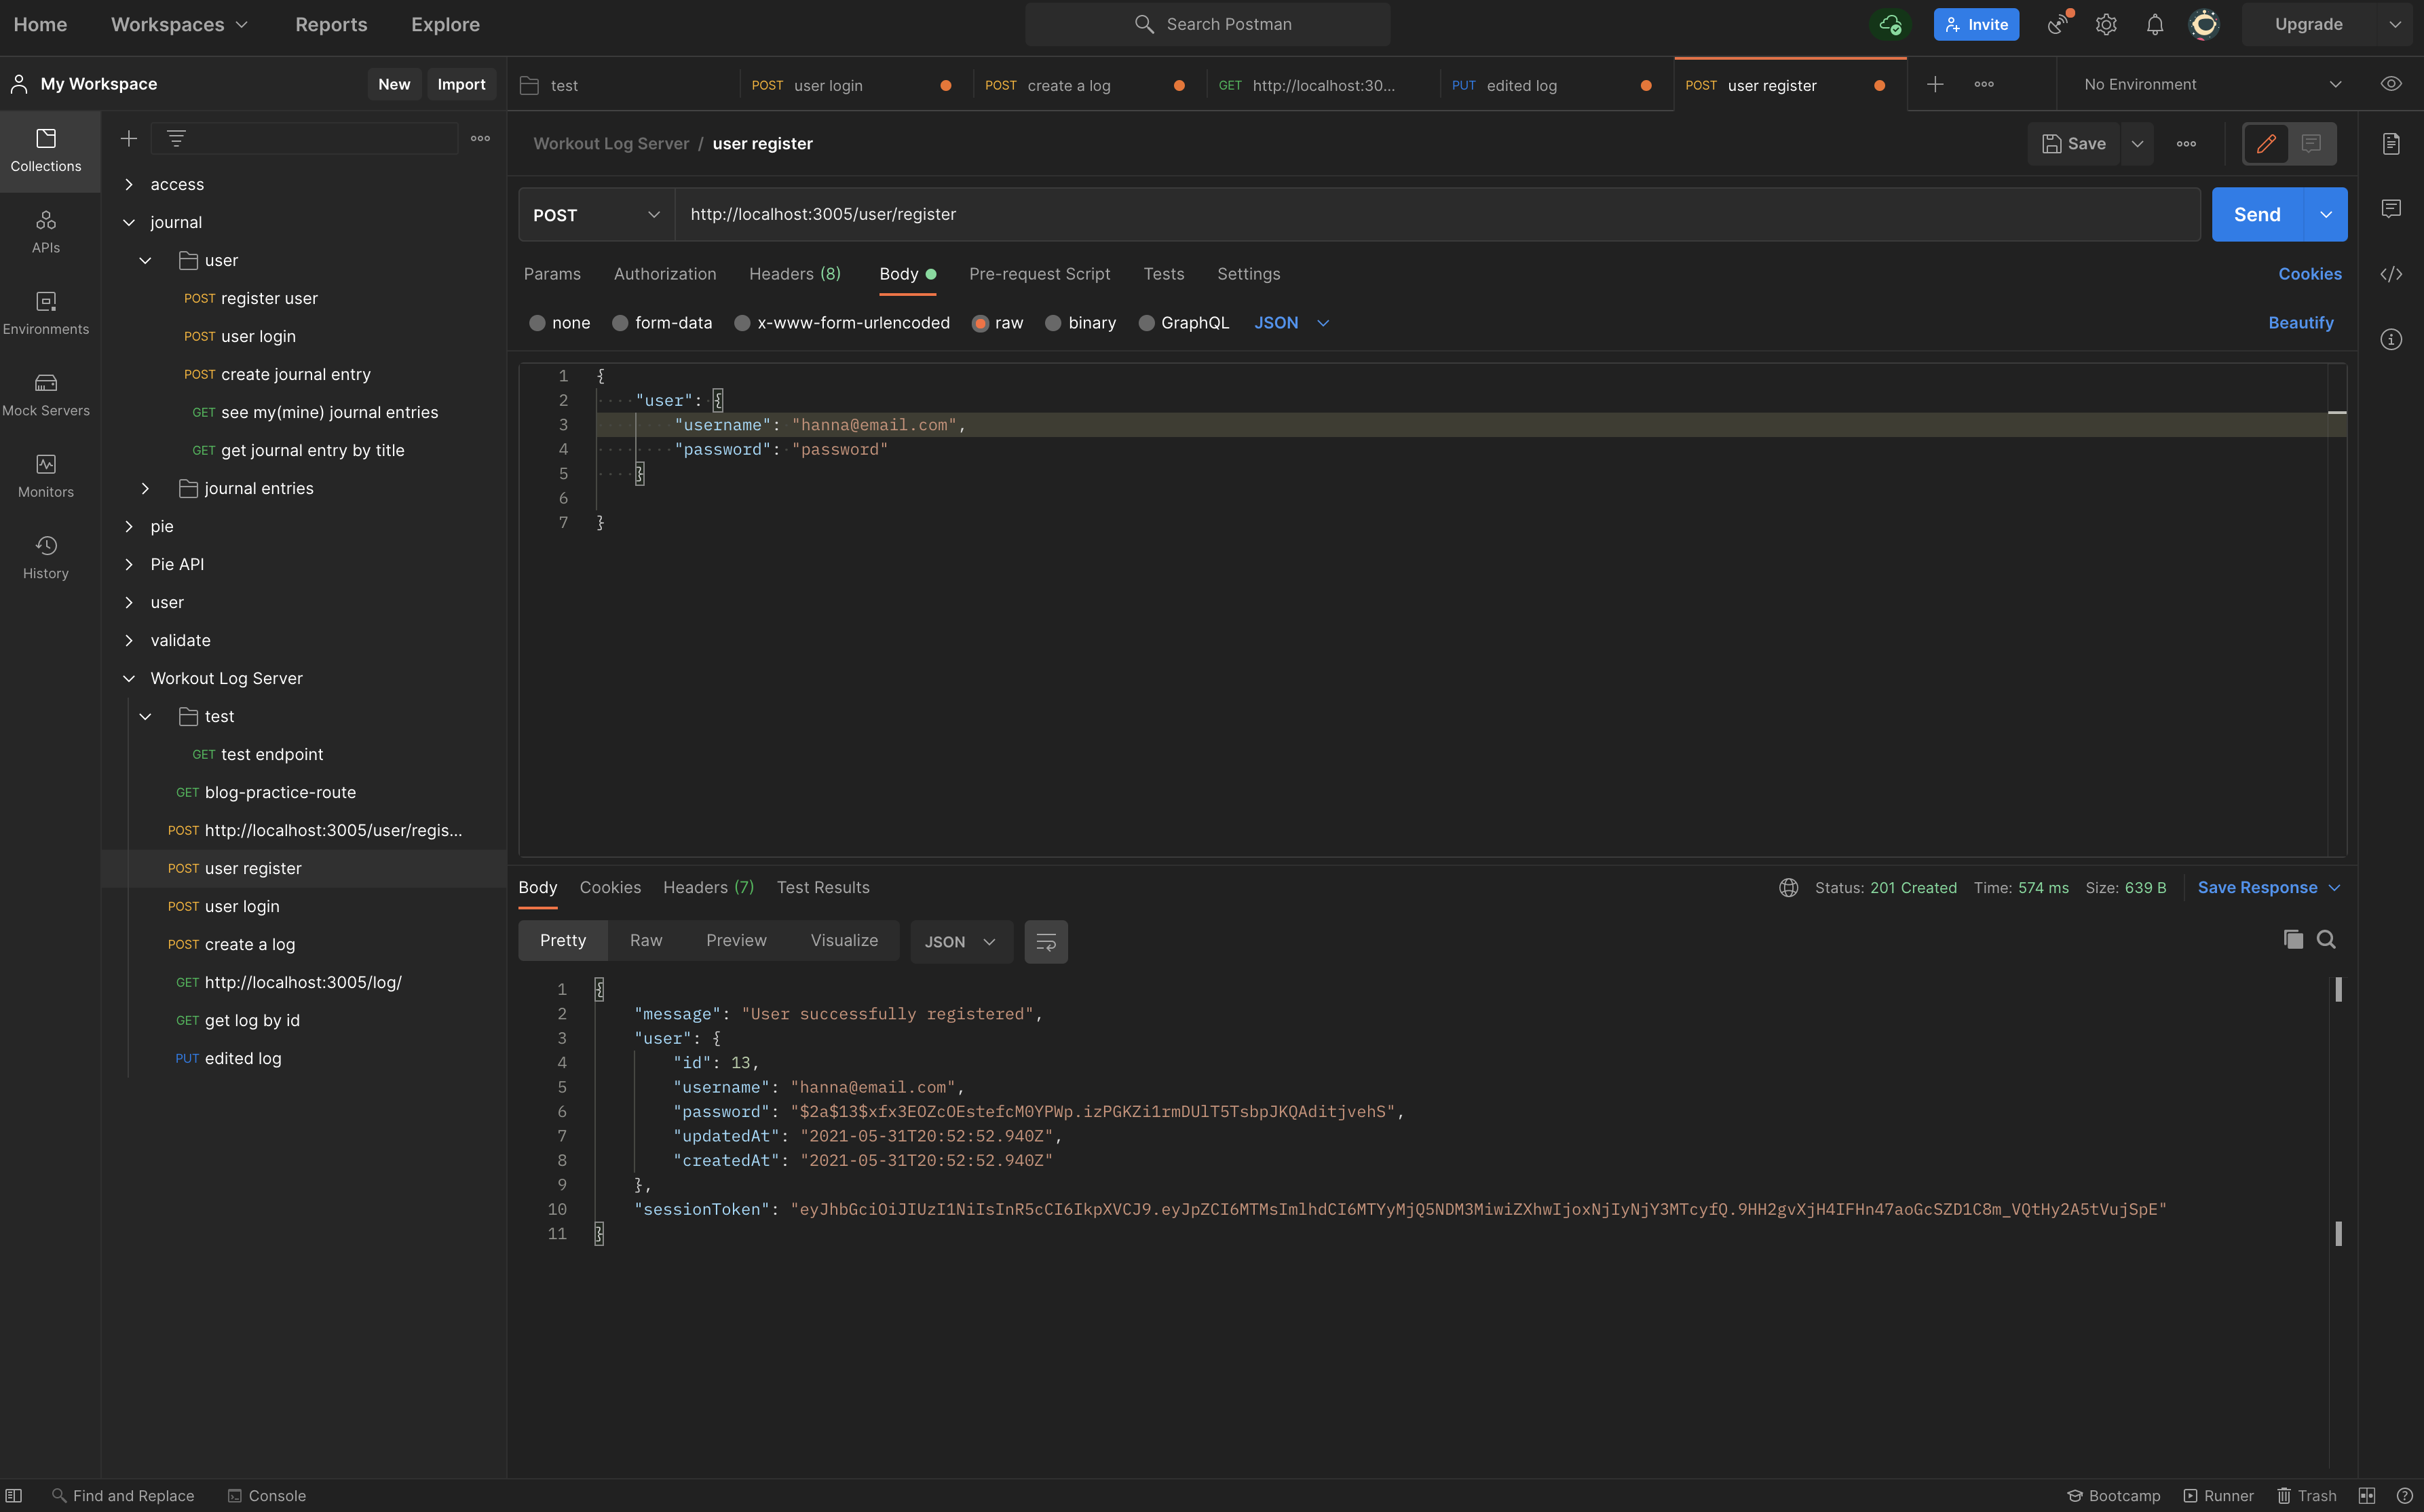 Home Workspaces Reports Explore Search Postman Invite Upgrade
My Workspace New Import
test POST user login POST create a log GET http://localhost:30... PUT edited log POST user register No Environment
Collections
APIs
Environments
Mock Servers
Monitors
History
access
journal
user
POST register user
POST user login
POST create journal entry
GET see my(mine) journal entries
GET get journal entry by title
journal entries
pie
Pie API
user
validate
Workout Log Server
test
GET test endpoint
GET blog-practice-route
POST http://localhost:3005/user/regis...
POST user register
POST user login
POST create a log
GET http://localhost:3005/log/
GET get log by id
PUT edited log
Workout Log Server / user register Save
POST http://localhost:3005/user/register Send
Params Authorization Headers (8) Body Pre-request Script Tests Settings Cookies
none form-data x-www-form-urlencoded raw binary GraphQL JSON Beautify
1 {
2 "user": {
3 "username": "hanna@email.com",
4 "password": "password"
5 }
6
7 }
Body Cookies Headers (7) Test Results Status: 201 Created Time: 574 ms Size: 639 B Save Response
Pretty Raw Preview Visualize JSON
1 {
2 "message": "User successfully registered",
3 "user": {
4 "id": 13,
5 "username": "hanna@email.com",
6 "password": "$2a$13$xfx3EOZcOEstefcM0YPWp.izPGKZi1rmDUlT5TsbpJKQAditjvehS",
7 "updatedAt": "2021-05-31T20:52:52.940Z",
8 "createdAt": "2021-05-31T20:52:52.940Z"
9 },
10 "sessionToken": "eyJhbGciOiJIUzI1NiIsInR5cCI6IkpXVCJ9.eyJpZCI6MTMsImlhdCI6MTYyMjQ5NDM3MiwiZXhwIjoxNjIyNjY3MTcyfQ.9HH2gvXjH4IFHn47aoGcSZD1C8m_VQtHy2A5tVujSpE"
11 }
Find and Replace Console Bootcamp Runner Trash